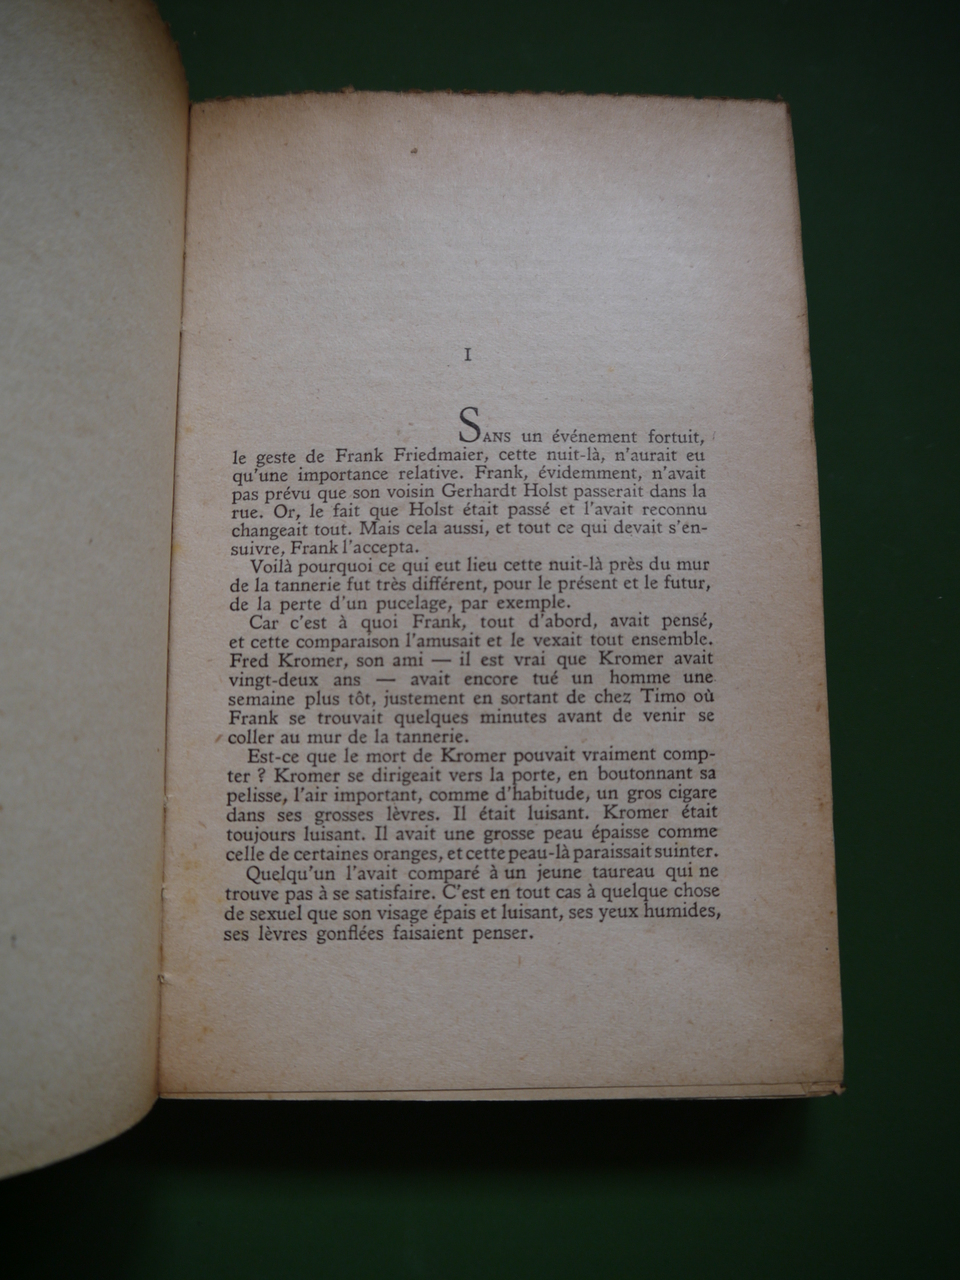 I
SANS un événement fortuit,
le geste de Frank Friedmaier, cette nuit-là, n'aurait eu
qu'une importance relative. Frank, évidemment, n'avait
pas prévu que son voisin Gerhardt Holst passerait dans la
rue. Or, le fait que Holst était passé et l'avait reconnu
changeait tout. Mais cela aussi, et tout ce qui devait s'en-
suivre, Frank l'accepta.
Voilà pourquoi ce qui eut lieu cette nuit-là près du mur
de la tannerie fut très différent, pour le présent et le futur,
de la perte d'un pucelage, par exemple.
Car c'est à quoi Frank, tout d'abord, avait pensé,
et cette comparaison l'amusait et le vexait tout ensemble.
Fred Kromer, son ami — il est vrai que Kromer avait
vingt-deux ans — avait encore tué un homme une
semaine plus tôt, justement en sortant de chez Timo où
Frank se trouvait quelques minutes avant de venir se
coller au mur de la tannerie.
Est-ce que le mort de Kromer pouvait vraiment comp-
ter ? Kromer se dirigeait vers la porte, en boutonnant sa
pelisse, l'air important, comme d'habitude, un gros cigare
dans ses grosses lèvres. Il était luisant. Kromer était
toujours luisant. Il avait une grosse peau épaisse comme
celle de certaines oranges, et cette peau-là paraissait suinter.
Quelqu'un l'avait comparé à un jeune taureau qui ne
trouve pas à se satisfaire. C'est en tout cas à quelque chose
de sexuel que son visage épais et luisant, ses yeux humides,
ses lèvres gonflées faisaient penser.